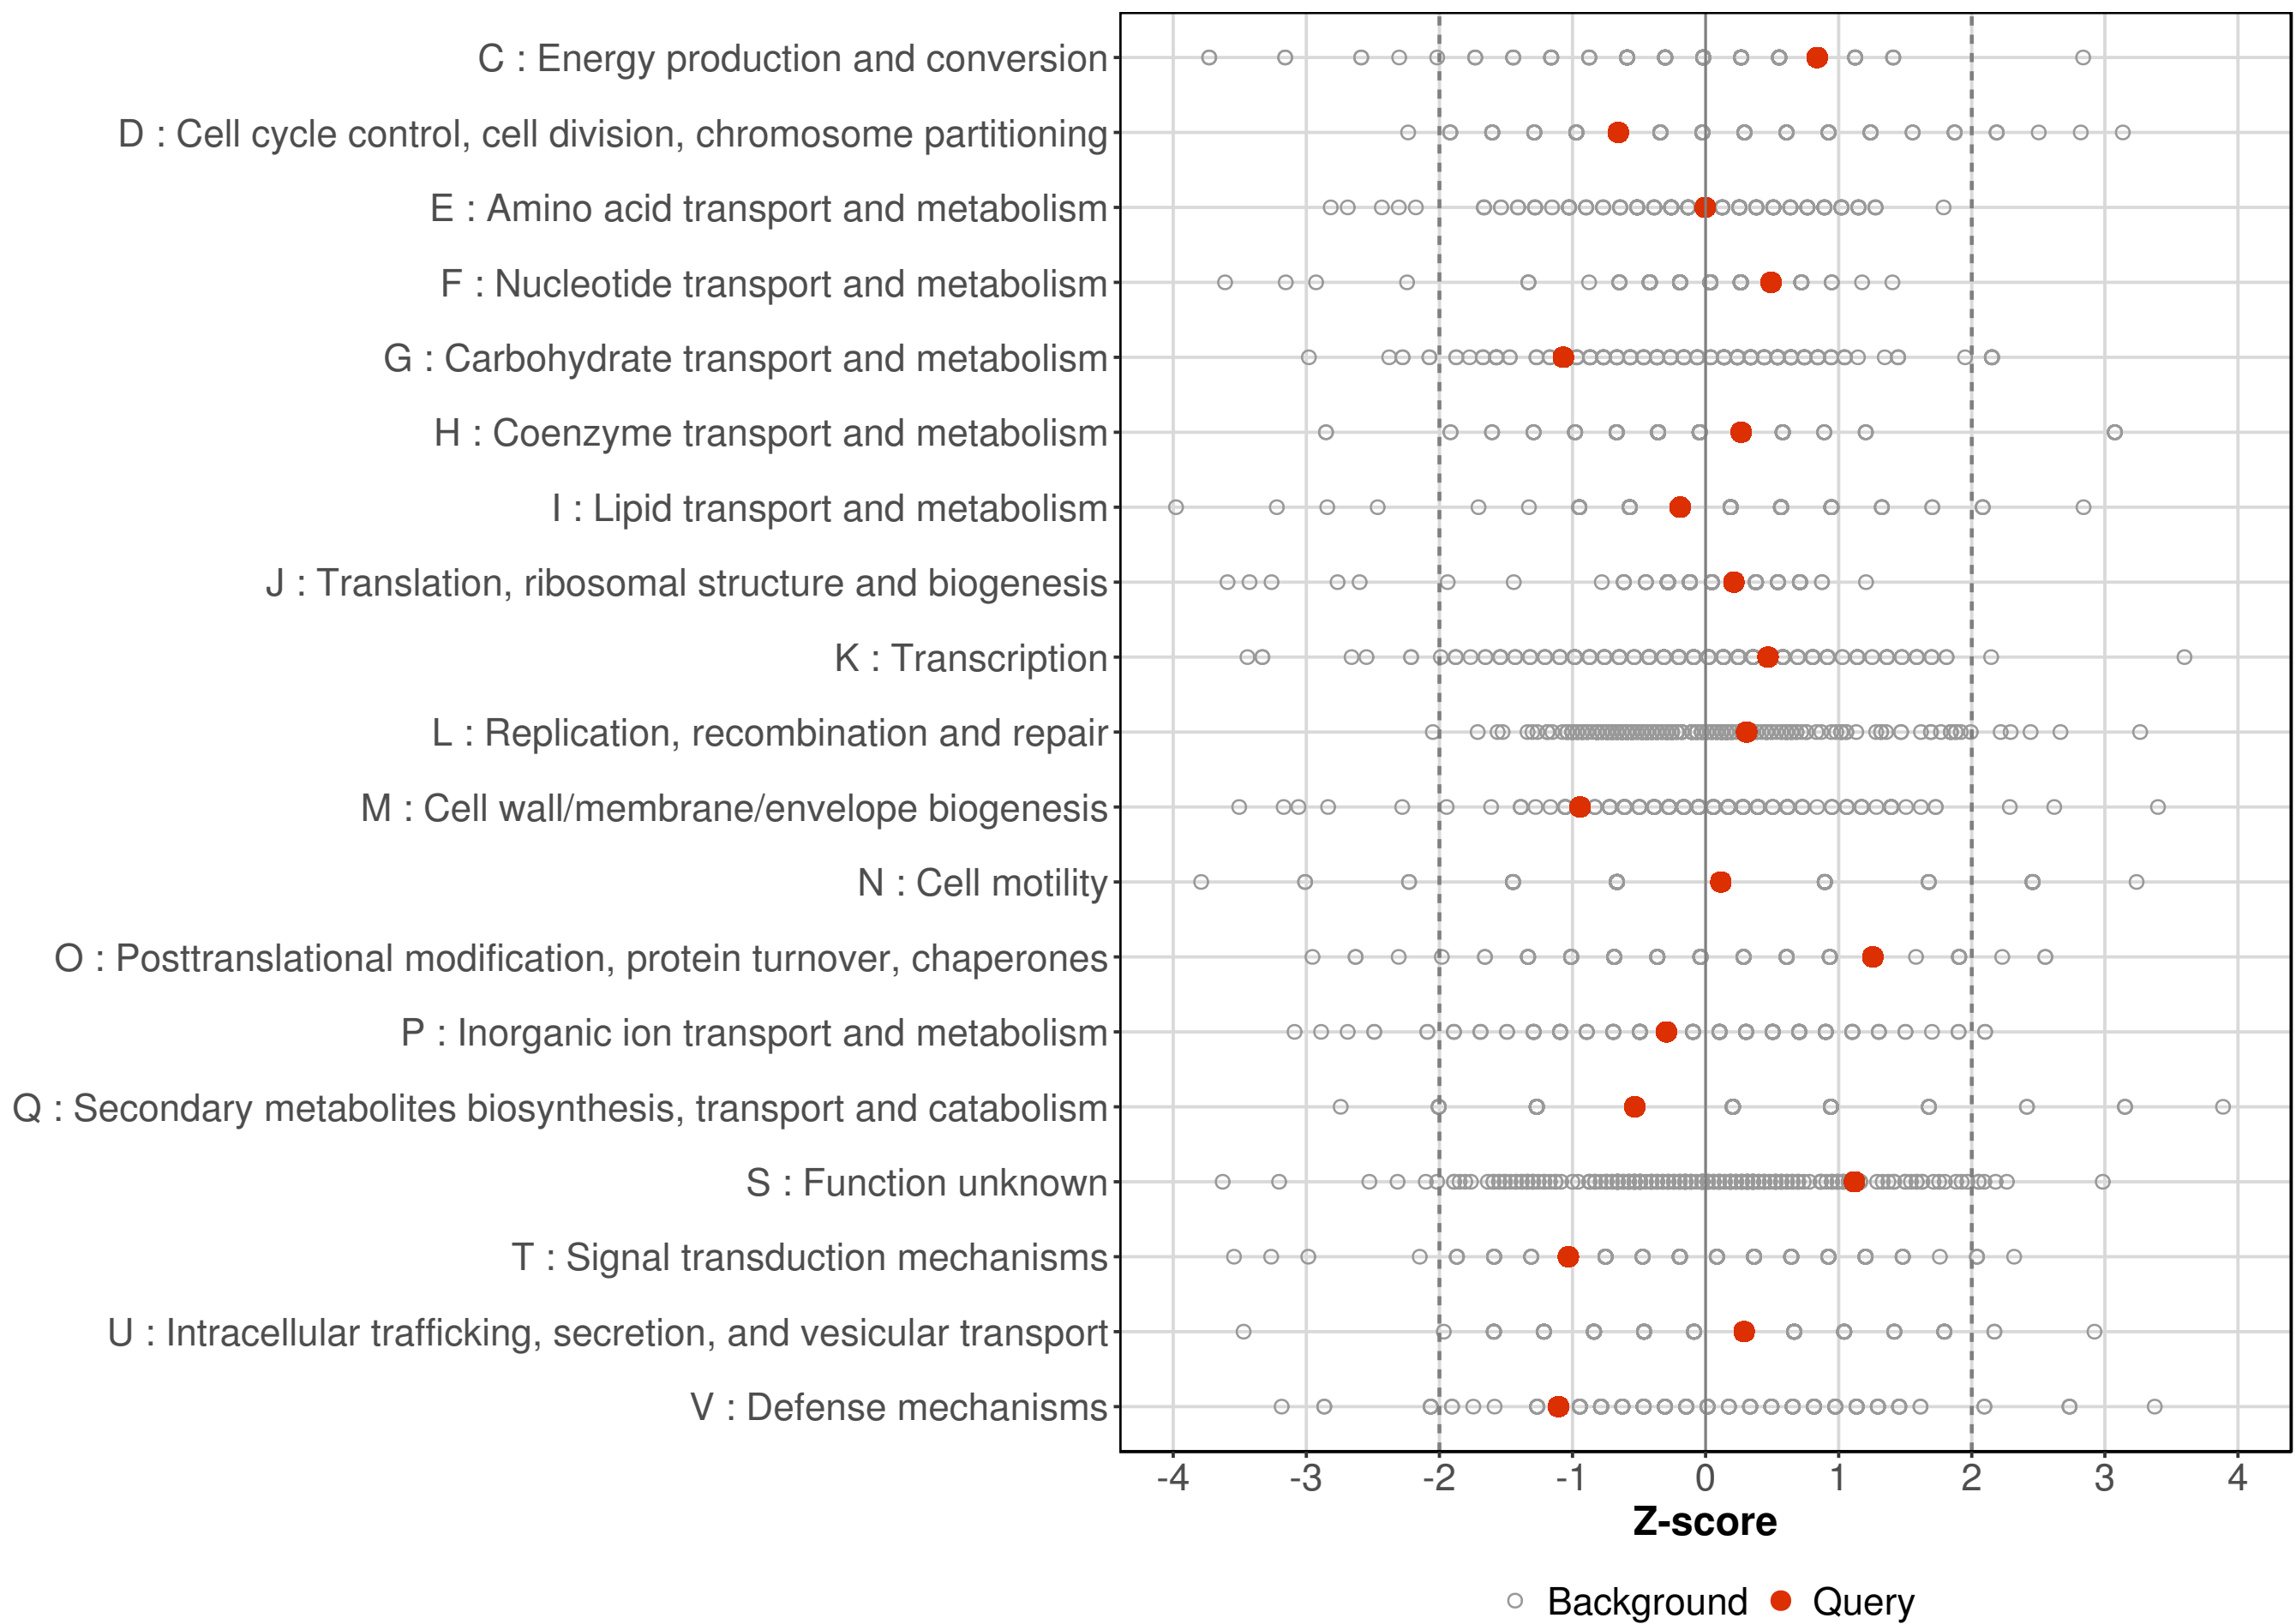 C : Energy production and conversion
D : Cell cycle control, cell division, chromosome partitioning
E : Amino acid transport and metabolism
F : Nucleotide transport and metabolism
G : Carbohydrate transport and metabolism
H : Coenzyme transport and metabolism
I : Lipid transport and metabolism
J : Translation, ribosomal structure and biogenesis
K : Transcription
L : Replication, recombination and repair
M : Cell wall/membrane/envelope biogenesis
N : Cell motility
O : Posttranslational modification, protein turnover, chaperones
P : Inorganic ion transport and metabolism
Q : Secondary metabolites biosynthesis, transport and catabolism
S : Function unknown
T : Signal transduction mechanisms
U : Intracellular trafficking, secretion, and vesicular transport
V : Defense mechanisms
-4 -3 -2 -1 0 1 2 3 4
Z-score
Background Query